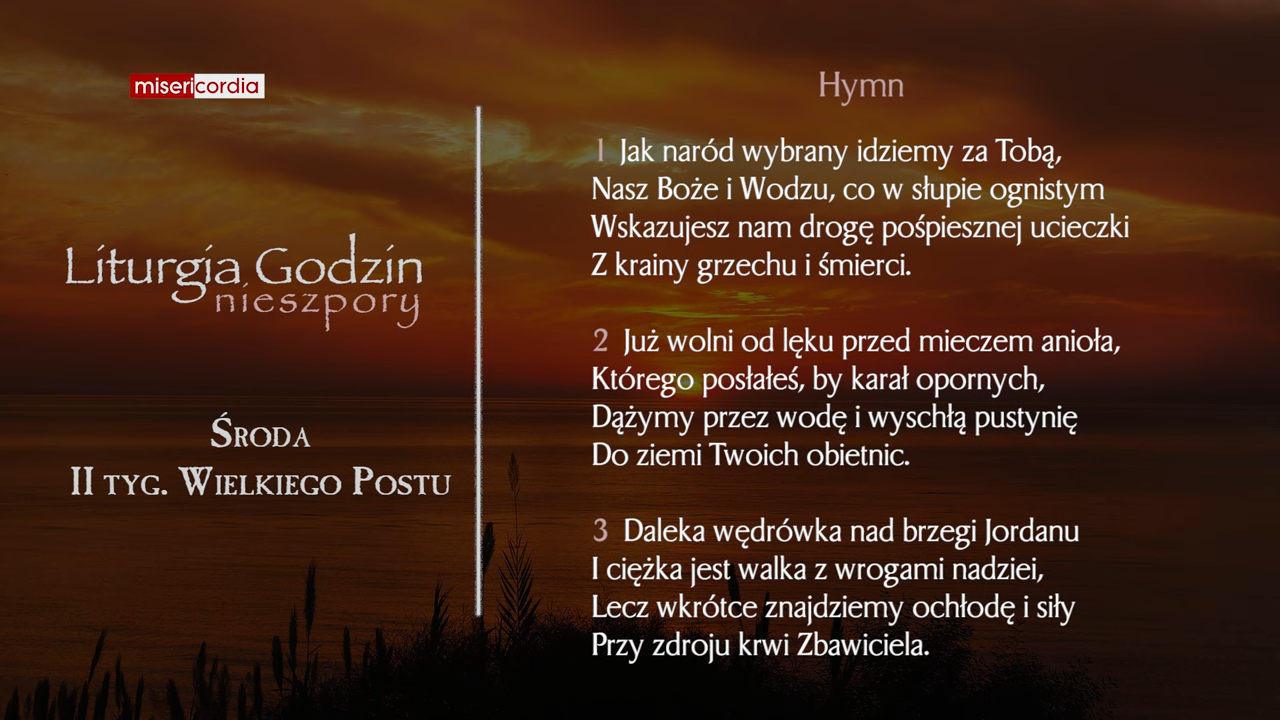 misericordia
Liturgia Godzin
nieszpory
Środa
II tyg. Wielkiego Postu
Hymn
1 Jak naród wybrany idziemy za Tobą,
Nasz Boże i Wodzu, co w słupie ognistym
Wskazujesz nam drogę pośpiesznej ucieczki
Z krainy grzechu i śmierci.
2 Już wolni od lęku przed mieczem anioła,
Którego posłałeś, by karał opornych,
Dążymy przez wodę i wyschłą pustynię
Do ziemi Twoich obietnic.
3 Daleka wędrówka nad brzegi Jordanu
I ciężka jest walka z wrogami nadziei,
Lecz wkrótce znajdziemy ochłodę i siły
Przy zdroju krwi Zbawiciela.